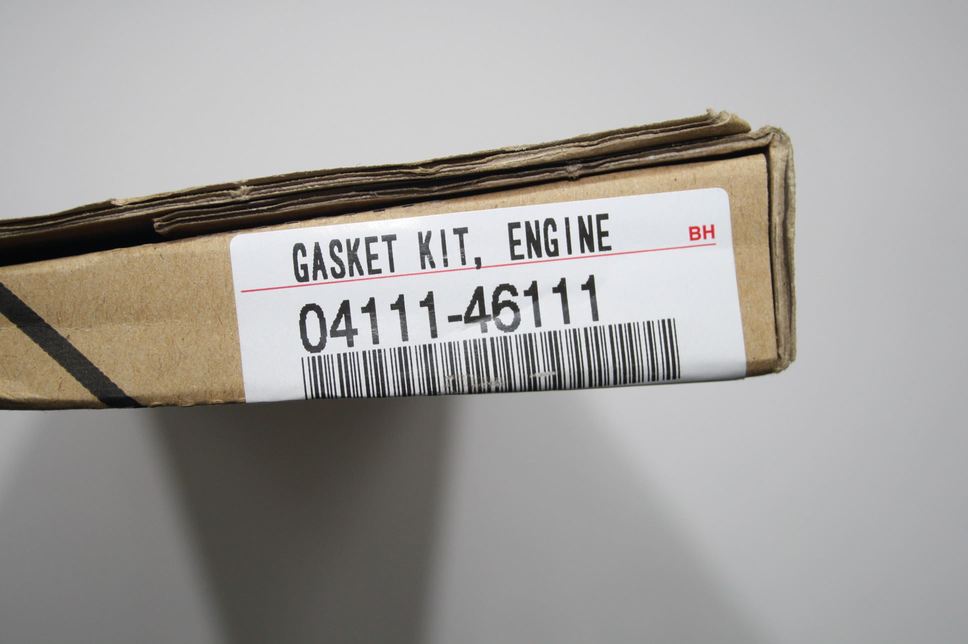 GASKET KIT, ENGINE BH
04111-46111